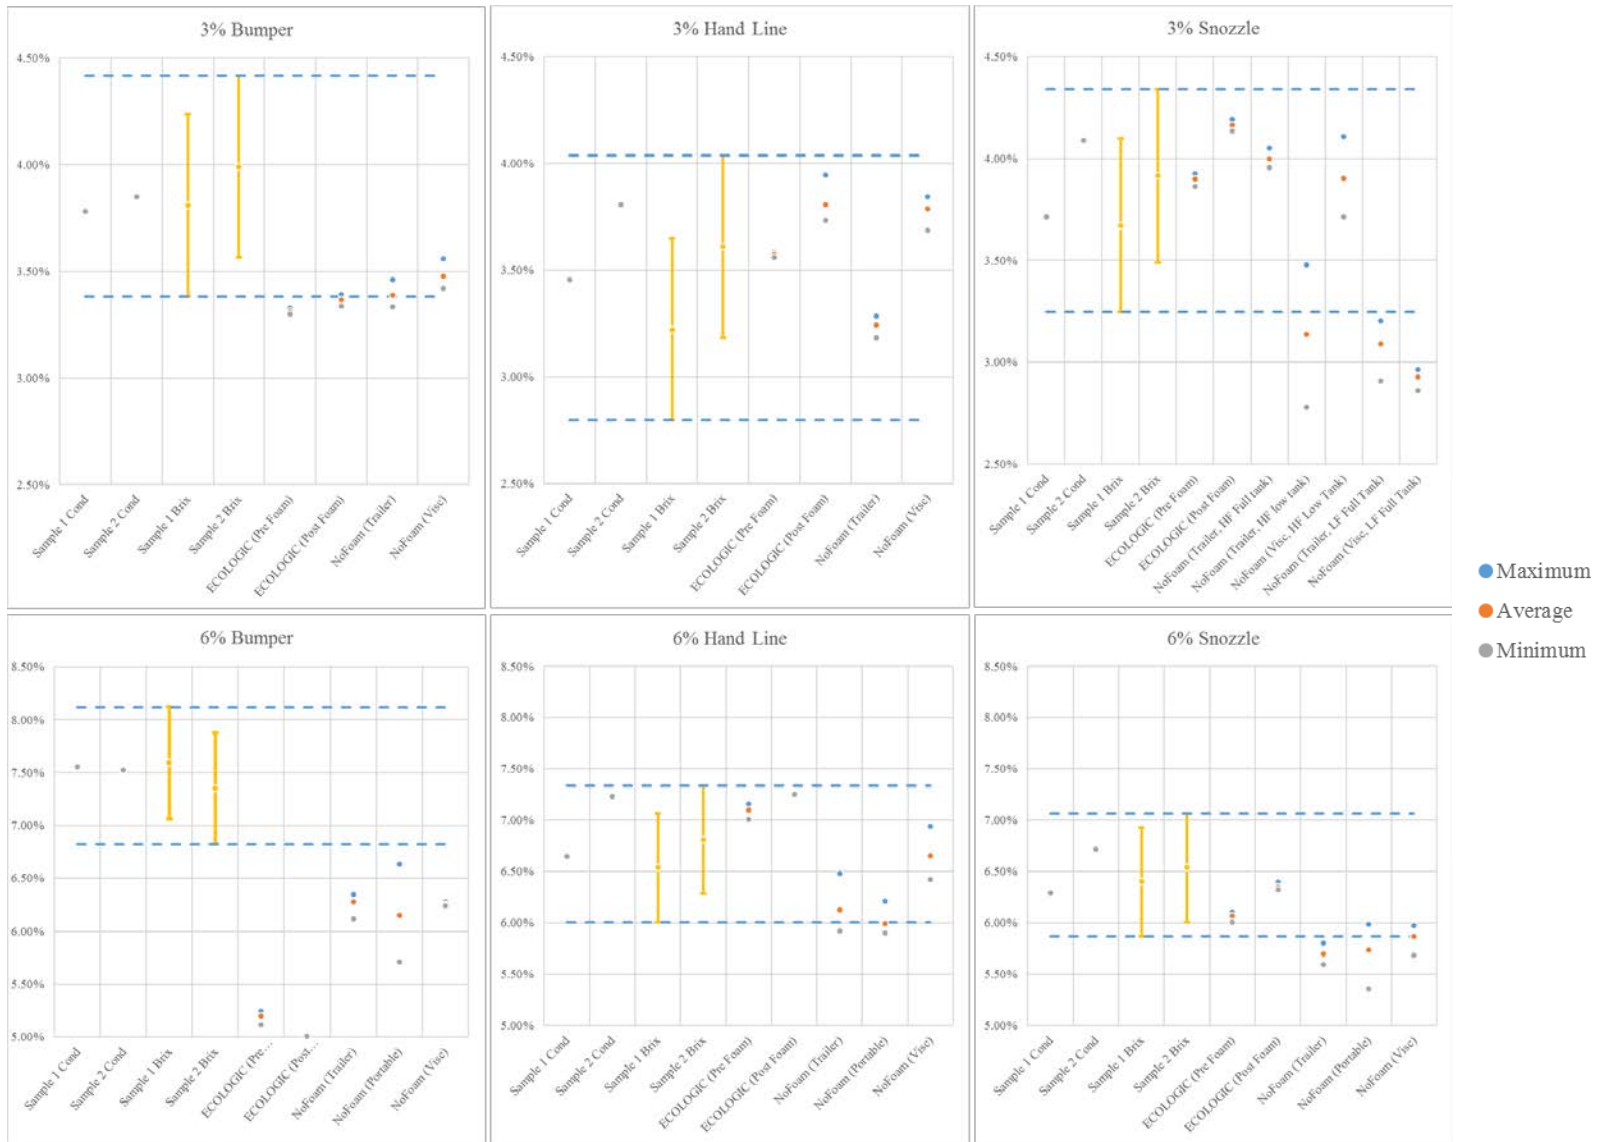 3% Bumper
4.50%
4.00%
3.50%
3.00%
2.50%
Sample 1 Cond
Sample 2 Cond
Sample 1 Brix
Sample 2 Brix
ECOLOGIC (Pre Foam)
ECOLOGIC (Post Foam)
NoFoam (Trailer)
NoFoam (Visc)
3% Hand Line
4.50%
4.00%
3.50%
3.00%
2.50%
Sample 1 Cond
Sample 2 Cond
Sample 1 Brix
Sample 2 Brix
ECOLOGIC (Pre Foam)
ECOLOGIC (Post Foam)
NoFoam (Trailer)
NoFoam (Visc)
3% Snozzle
4.50%
4.00%
3.50%
3.00%
2.50%
Sample 1 Cond
Sample 2 Cond
Sample 1 Brix
Sample 2 Brix
ECOLOGIC (Pre Foam)
ECOLOGIC (Post Foam)
NoFoam (Trailer, HF Full tank)
NoFoam (Trailer, HF low tank)
NoFoam (Visc, HF Low Tank)
NoFoam (Trailer, LF Full Tank)
NoFoam (Visc, LF Full Tank)
Maximum
Average
Minimum
6% Bumper
8.50%
8.00%
7.50%
7.00%
6.50%
6.00%
5.50%
5.00%
Sample 1 Cond
Sample 2 Cond
Sample 1 Brix
Sample 2 Brix
ECOLOGIC (Pre...
ECOLOGIC (Post...
NoFoam (Trailer)
NoFoam (Portable)
NoFoam (Visc)
6% Hand Line
8.50%
8.00%
7.50%
7.00%
6.50%
6.00%
5.50%
5.00%
Sample 1 Cond
Sample 2 Cond
Sample 1 Brix
Sample 2 Brix
ECOLOGIC (Pre Foam)
ECOLOGIC (Post Foam)
NoFoam (Trailer)
NoFoam (Portable)
NoFoam (Visc)
6% Snozzle
8.50%
8.00%
7.50%
7.00%
6.50%
6.00%
5.50%
5.00%
Sample 1 Cond
Sample 2 Cond
Sample 1 Brix
Sample 2 Brix
ECOLOGIC (Pre Foam)
ECOLOGIC (Post Foam)
NoFoam (Trailer)
NoFoam (Portable)
NoFoam (Visc)